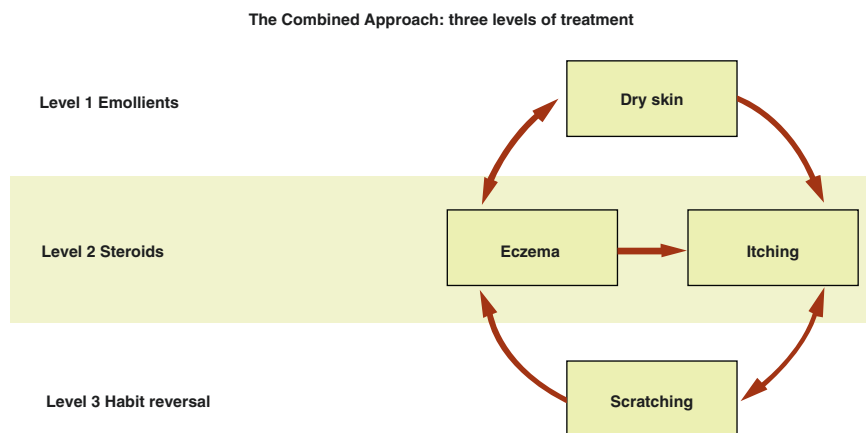 The Combined Approach: three levels of treatment
Level 1 Emollients
Dry skin
Level 2 Steroids
Eczema
Itching
Level 3 Habit reversal
Scratching